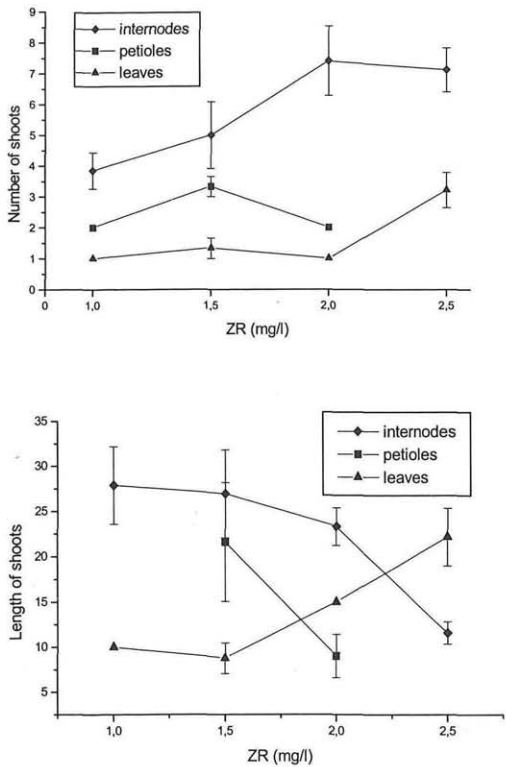 9
8
7
6
5
4
3
2
1
0
Number of shoots
internodes
petioles
leaves
0 1,0 1,5 2,0 2,5
ZR (mg/l)
35
30
25
20
15
10
5
Length of shoots
internodes
petioles
leaves
1,0 1,5 2,0 2,5
ZR (mg/l)